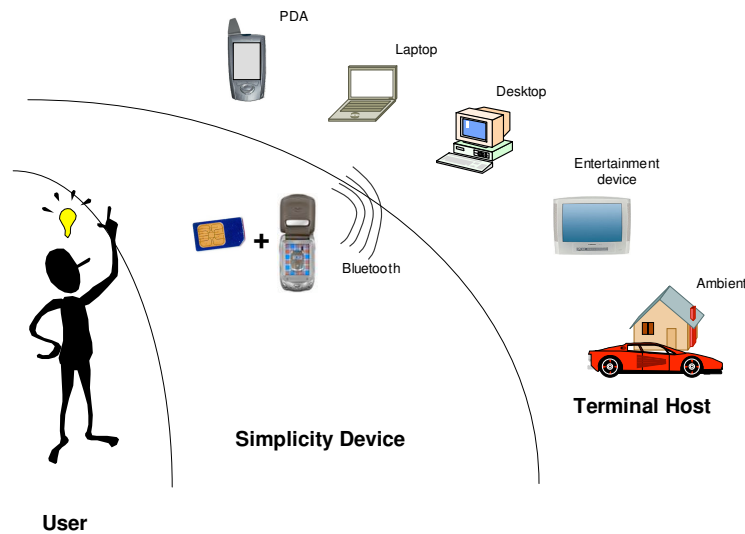 PDA
Laptop
Desktop
Entertainment
device
+
Bluetooth
Ambient
Terminal Host
Simplicity Device
User